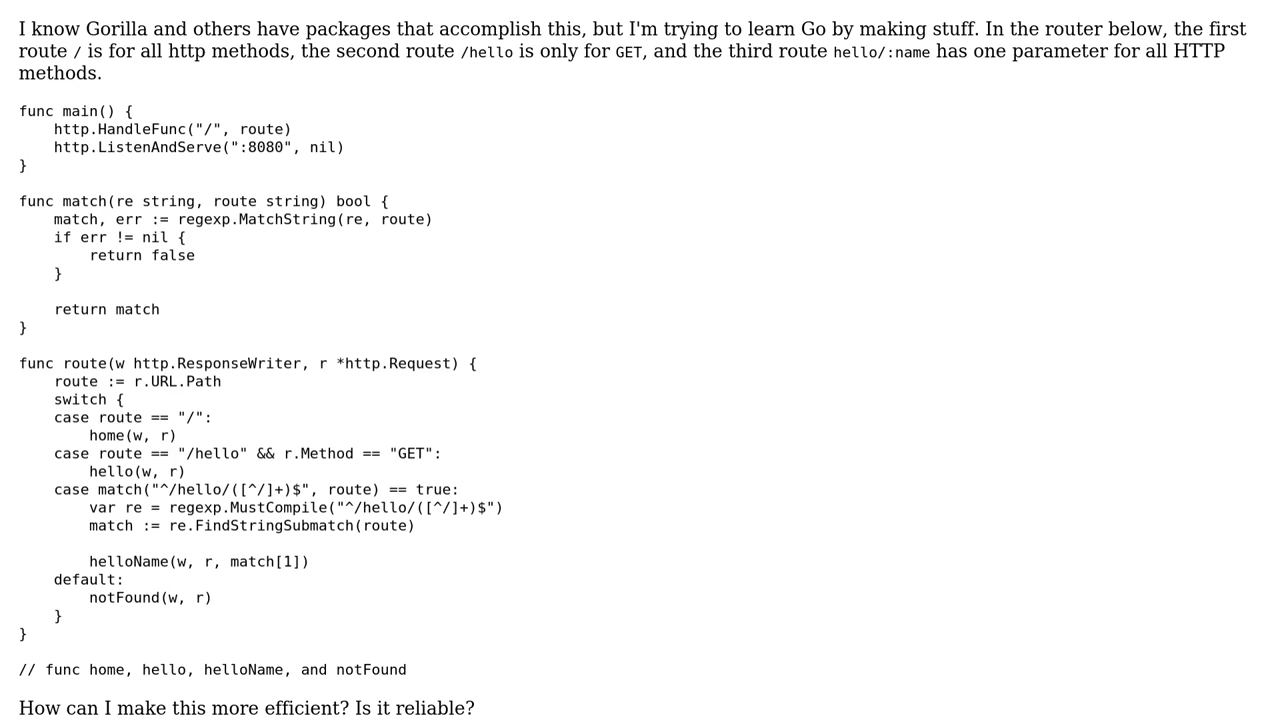 I know Gorilla and others have packages that accomplish this, but I'm trying to learn Go by making stuff. In the router below, the first
route / is for all http methods, the second route /hello is only for GET, and the third route hello/:name has one parameter for all HTTP
methods.
func main() {
    http.HandleFunc("/", route)
    http.ListenAndServe(":8080", nil)
}
func match(re string, route string) bool {
    match, err := regexp.MatchString(re, route)
    if err != nil {
        return false
    }
    return match
}
func route(w http.ResponseWriter, r *http.Request) {
    route := r.URL.Path
    switch {
    case route == "/":
        home(w, r)
    case route == "/hello" && r.Method == "GET":
        hello(w, r)
    case match("^/hello/([^/]+)$", route) == true:
        var re = regexp.MustCompile("^/hello/([^/]+)$")
        match := re.FindStringSubmatch(route)
        helloName(w, r, match[1])
    default:
        notFound(w, r)
    }
}
// func home, hello, helloName, and notFound
How can I make this more efficient? Is it reliable?